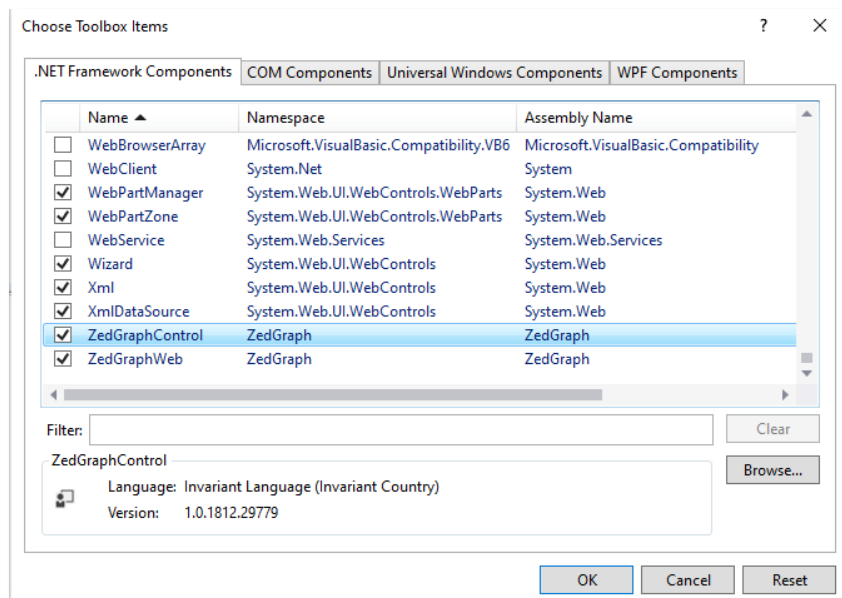 Choose Toolbox Items ?
.NET Framework Components COM Components Universal Windows Components WPF Components
Name Namespace Assembly Name
WebBrowserArray Microsoft.VisualBasic.Compatibility.VB6 Microsoft.VisualBasic.Compatibility
WebClient System.Net System
WebPartManager System.Web.UI.WebControls.WebParts System.Web
WebPartZone System.Web.UI.WebControls.WebParts System.Web
WebService System.Web.Services System.Web.Services
Wizard System.Web.UI.WebControls System.Web
Xml System.Web.UI.WebControls System.Web
XmlDataSource System.Web.UI.WebControls System.Web
ZedGraphControl ZedGraph ZedGraph
ZedGraphWeb ZedGraph ZedGraph
Filter: Clear
ZedGraphControl
Browse...
Language: Invariant Language (Invariant Country)
Version: 1.0.1812.29779
OK Cancel Reset